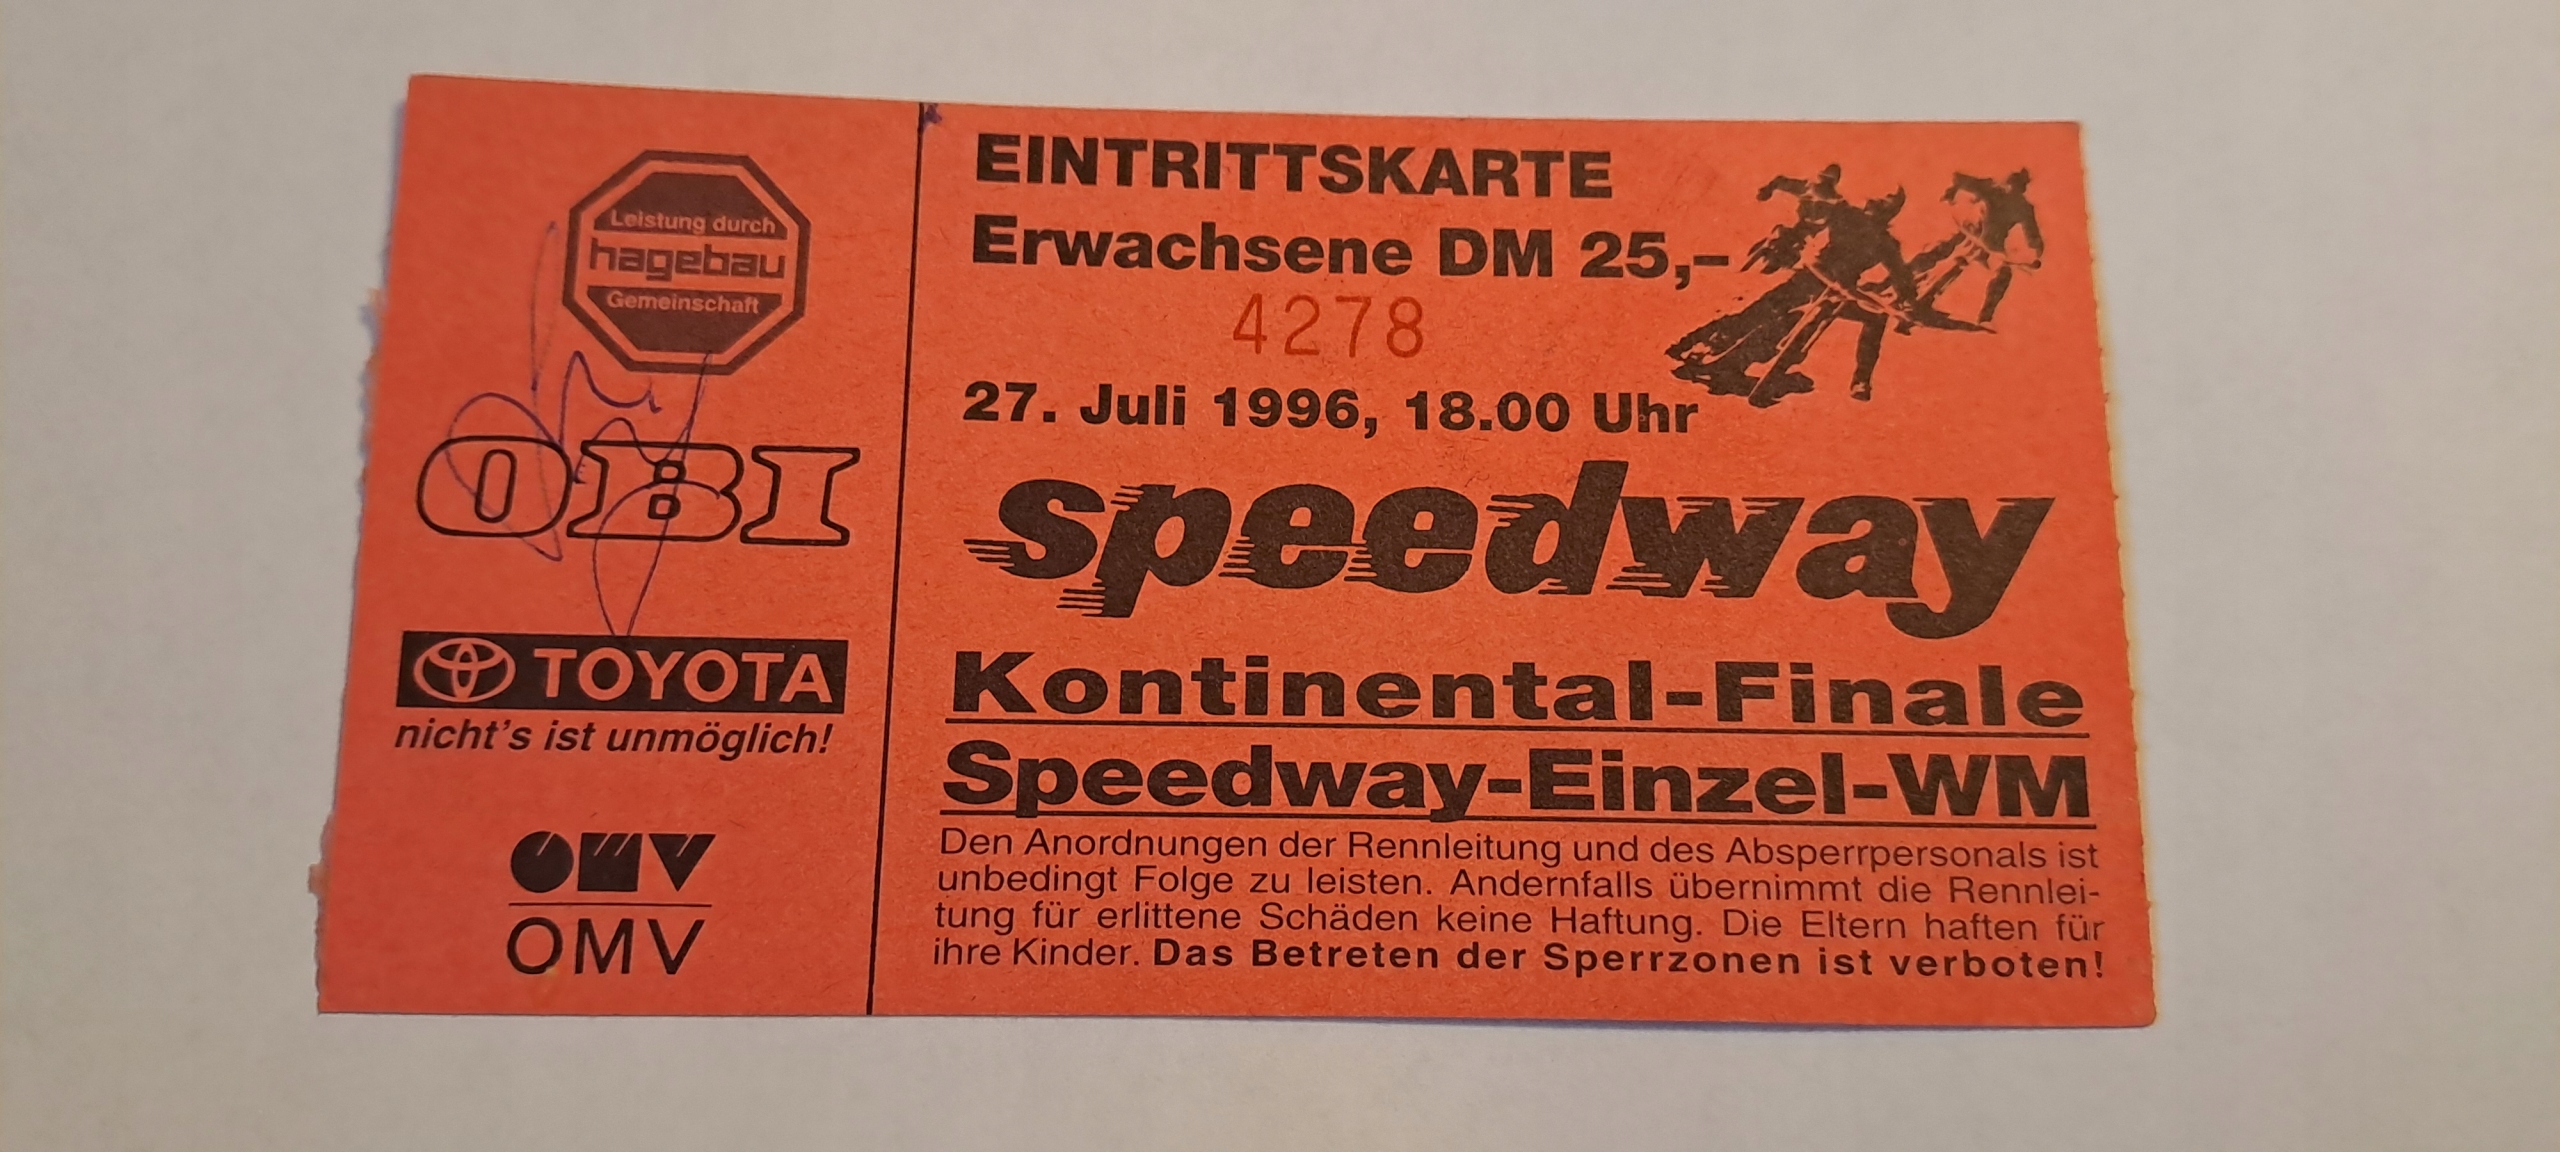 Leistung durch
hagebau
Gemeinschaft
OBI
TOYOTA
nicht's ist unmöglich!
OMV
OMV
EINTRITTSKARTE
Erwachsene DM 25,–
4278
27. Juli 1996, 18.00 Uhr
speedway
Kontinental-Finale
Speedway-Einzel-WM
Den Anordnungen der Rennleitung und des Absperrpersonals ist
unbedingt Folge zu leisten. Andernfalls übernimmt die Rennlei-
tung für erlittene Schäden keine Haftung. Die Eltern haften für
ihre Kinder. Das Betreten der Sperrzonen ist verboten!